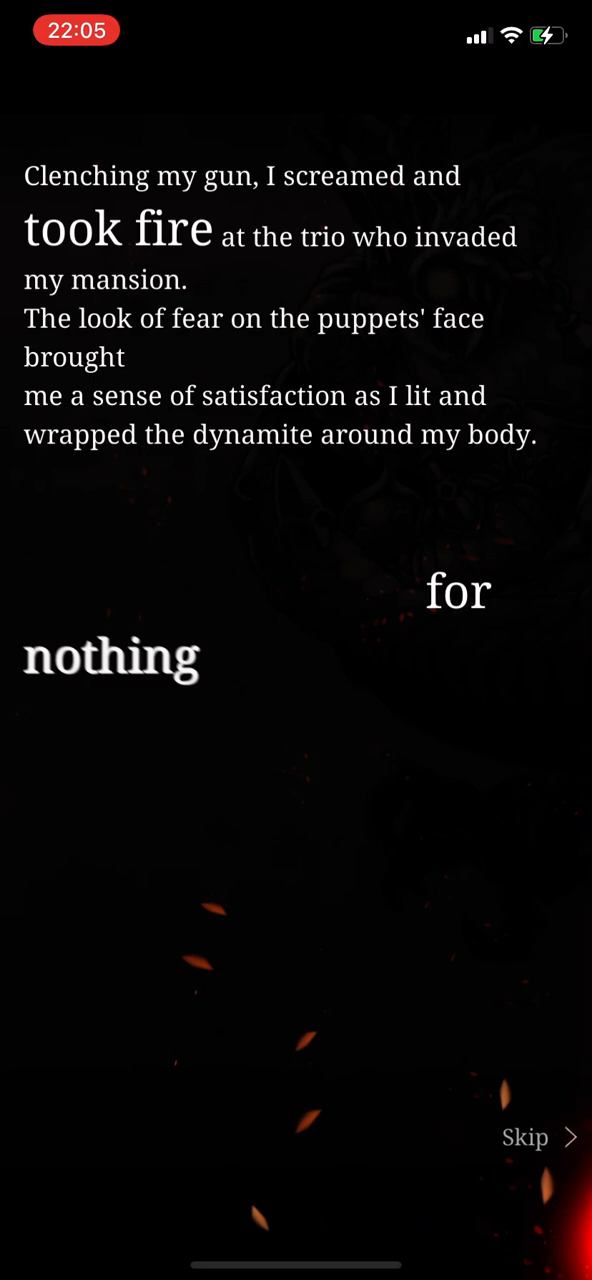 22:05
Clenching my gun, I screamed and
took fire at the trio who invaded
my mansion.
The look of fear on the puppets' face
brought
me a sense of satisfaction as I lit and
wrapped the dynamite around my body.
for
nothing
Skip